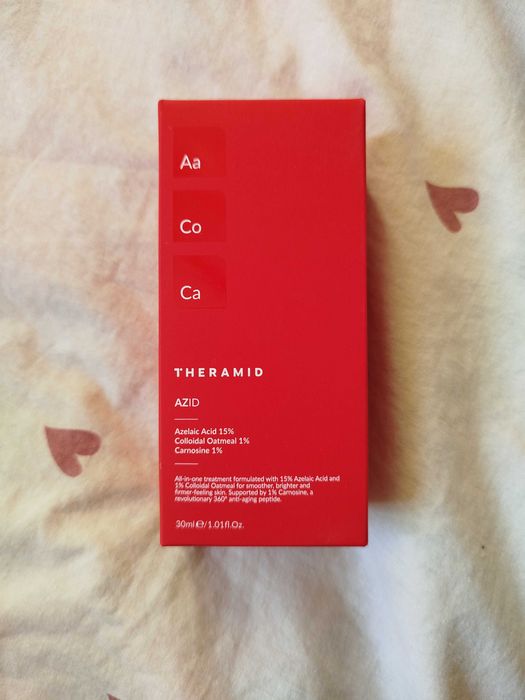 Aa
Co
Ca
THERAMID
AZID
Azelaic Acid 15%
Colloidal Oatmeal 1%
Carnosine 1%
All-in-one treatment formulated with 15% Azelaic Acid and
1% Colloidal Oatmeal for smoother, brighter and
firmer-feeling skin. Supported by 1% Carnosine, a
revolutionary 360° anti-aging peptide.
30ml℮/1.01fl.Oz.